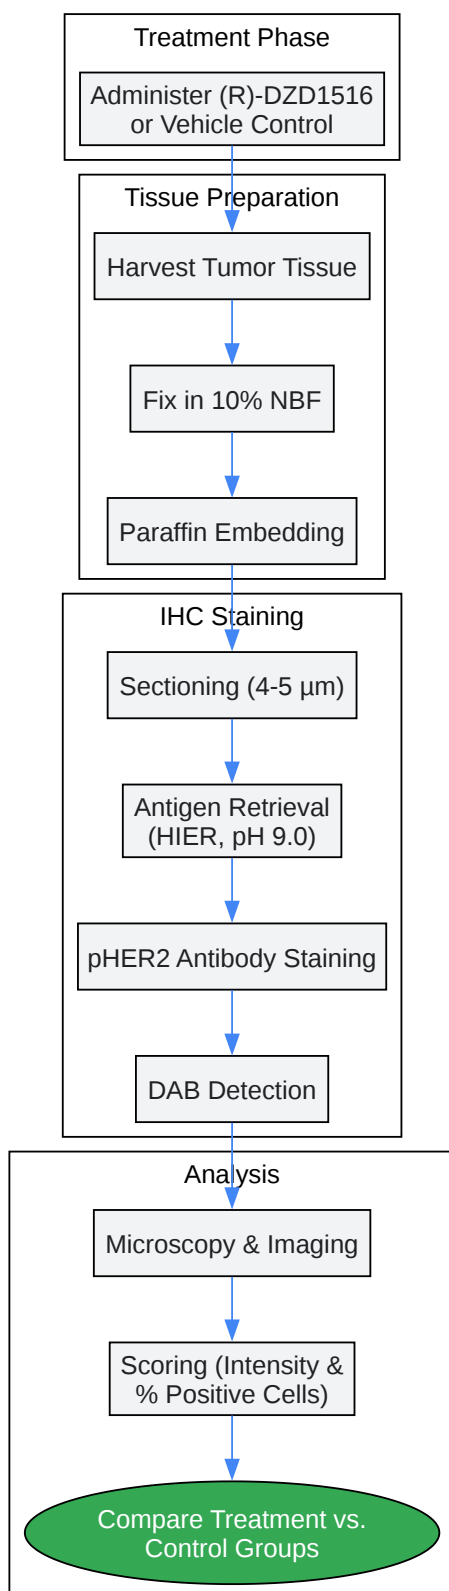 Treatment Phase
Administer (R)-DZD1516
or Vehicle Control
Tissue Preparation
Harvest Tumor Tissue
Fix in 10% NBF
Paraffin Embedding
IHC Staining
Sectioning (4-5 µm)
Antigen Retrieval
(HIER, pH 9.0)
pHER2 Antibody Staining
DAB Detection
Analysis
Microscopy & Imaging
Scoring (Intensity &
% Positive Cells)
Compare Treatment vs.
Control Groups